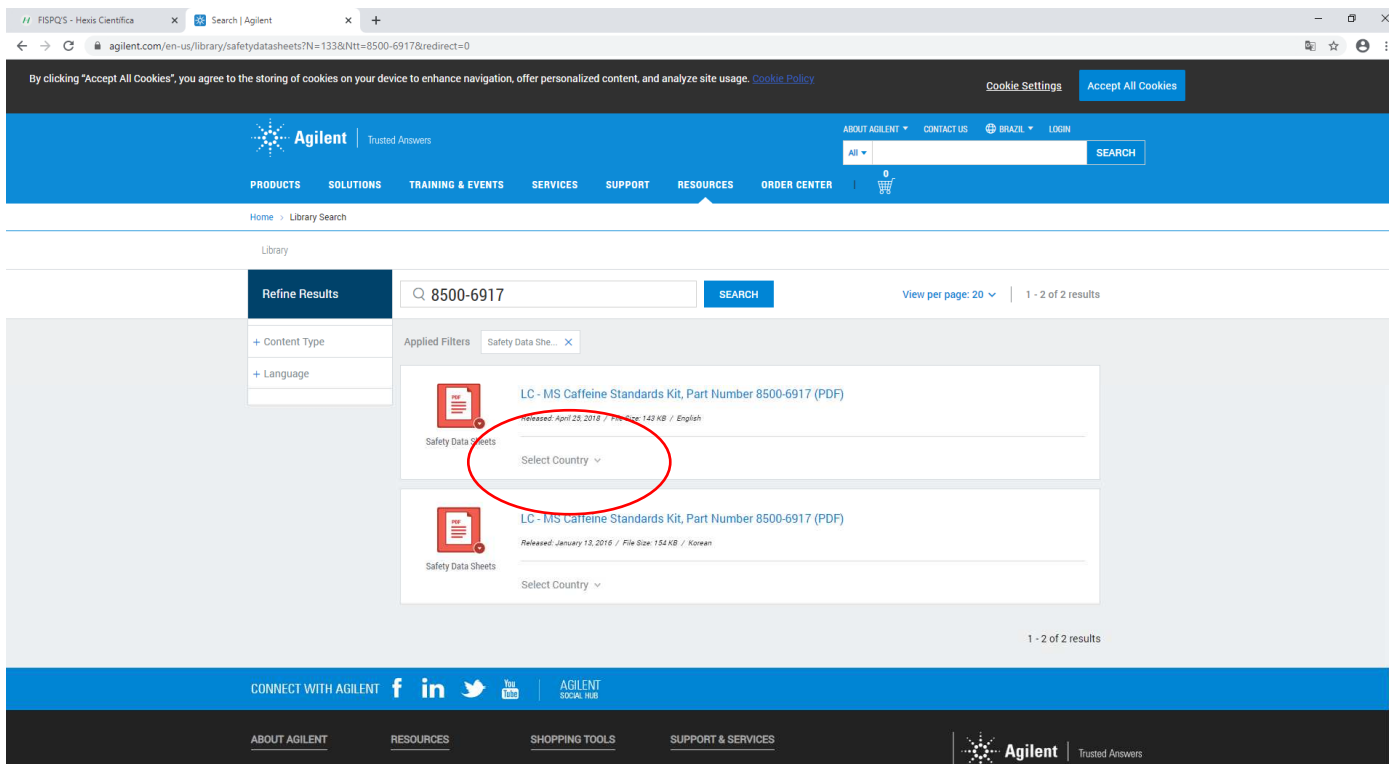 FISPQ'S - Hexis Científica
Search | Agilent
agilent.com/en-us/library/safetydatasheets?N=133&Ntt=8500-6917&redirect=0
By clicking "Accept All Cookies", you agree to the storing of cookies on your device to enhance navigation, offer personalized content, and analyze site usage. Cookie Policy
Cookie Settings
Accept All Cookies
Agilent | Trusted Answers
ABOUT AGILENT CONTACT US BRAZIL LOGIN
All
SEARCH
PRODUCTS SOLUTIONS TRAINING & EVENTS SERVICES SUPPORT RESOURCES ORDER CENTER | 0
Home > Library Search
Library
Refine Results
8500-6917
SEARCH
View per page: 20 | 1 - 2 of 2 results
+ Content Type
+ Language
Applied Filters Safety Data She... X
PDF
Safety Data Sheets
LC - MS Caffeine Standards Kit, Part Number 8500-6917 (PDF)
Released: April 25, 2018 / File Size: 143 KB / English
Select Country
PDF
Safety Data Sheets
LC - MS Caffeine Standards Kit, Part Number 8500-6917 (PDF)
Released: January 13, 2016 / File Size: 154 KB / Korean
Select Country
1 - 2 of 2 results
CONNECT WITH AGILENT f in You Tube | AGILENT SOCIAL HUB
ABOUT AGILENT RESOURCES SHOPPING TOOLS SUPPORT & SERVICES
Agilent | Trusted Answers